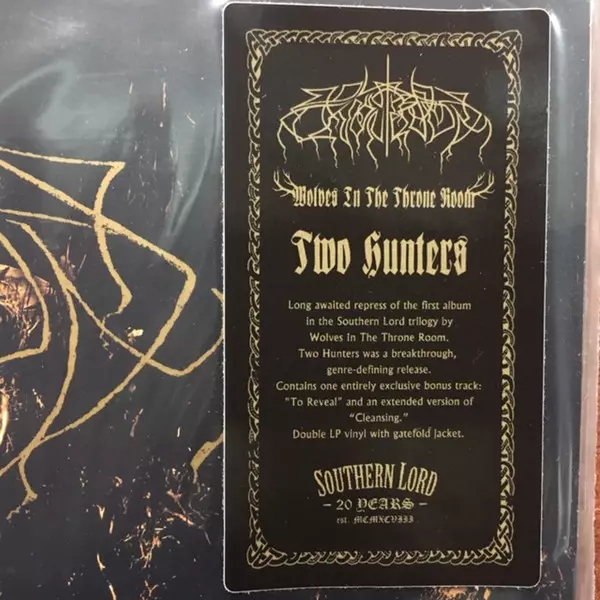 Wolves In The Throne Room
Two Hunters
Long awaited repress of the first album
in the Southern Lord trilogy by
Wolves In The Throne Room.
Two Hunters was a breakthrough,
genre-defining release.
Contains one entirely exclusive bonus track:
"To Reveal" and an extended version of
"Cleansing."
Double LP vinyl with gatefold jacket.
SOUTHERN LORD
- 20 YEARS -
est. MCMXCVIII